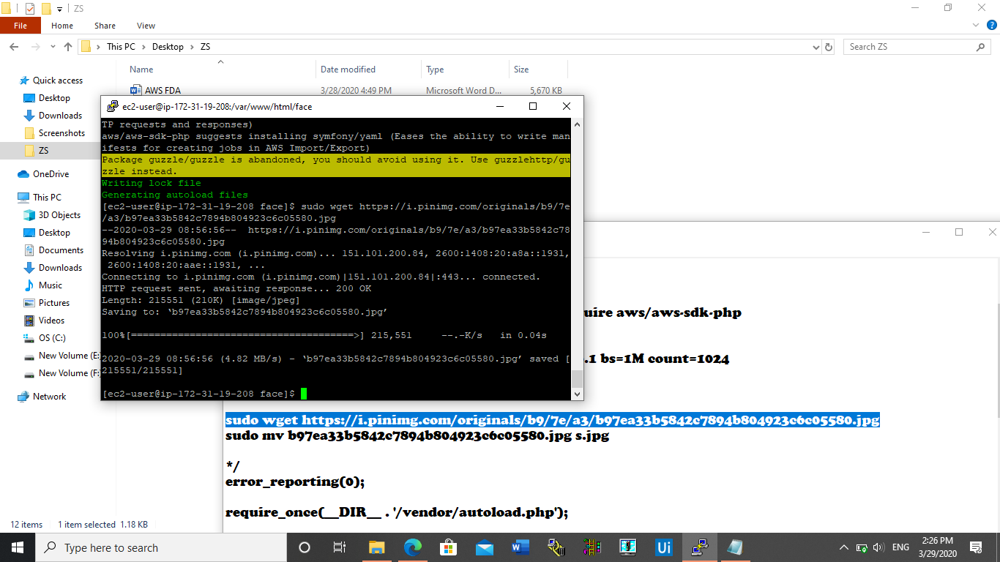 ZS
File Home Share View
This PC Desktop ZS
Search ZS
Name Date modified Type Size
AWS FDA 3/28/2020 4:49 PM Microsoft Word D... 5,670 KB
Quick access
Desktop
Downloads
Screenshots
ZS
OneDrive
This PC
3D Objects
Desktop
Documents
Downloads
Music
Pictures
Videos
OS (C:)
New Volume (E:
New Volume (F:
Network
12 items 1 item selected 1.18 KB
ec2-user@ip-172-31-19-208:/var/www/html/face
TP requests and responses)
aws/aws-sdk-php suggests installing symfony/yaml (Eases the ability to write man
ifests for creating jobs in AWS Import/Export)
Package guzzle/guzzle is abandoned, you should avoid using it. Use guzzlehttp/gu
zzle instead.
Writing lock file
Generating autoload files
[ec2-user@ip-172-31-19-208 face]$ sudo wget https://i.pinimg.com/originals/b9/7e
/a3/b97ea33b5842c7894b804923c6c05580.jpg
--2020-03-29 08:56:56-- https://i.pinimg.com/originals/b9/7e/a3/b97ea33b5842c78
94b804923c6c05580.jpg
Resolving i.pinimg.com (i.pinimg.com)... 151.101.200.84, 2600:1408:20:a8a::1931,
2600:1408:20:aae::1931, ...
Connecting to i.pinimg.com (i.pinimg.com)|151.101.200.84|:443... connected.
HTTP request sent, awaiting response... 200 OK
Length: 215551 (210K) [image/jpeg]
Saving to: ‘b97ea33b5842c7894b804923c6c05580.jpg’
100%[======================================>] 215,551 --.-K/s in 0.04s
2020-03-29 08:56:56 (4.82 MB/s) - ‘b97ea33b5842c7894b804923c6c05580.jpg’ saved [
215551/215551]
[ec2-user@ip-172-31-19-208 face]$
uire aws/aws-sdk-php
.1 bs=1M count=1024
sudo wget https://i.pinimg.com/originals/b9/7e/a3/b97ea33b5842c7894b804923c6c05580.jpg
sudo mv b97ea33b5842c7894b804923c6c05580.jpg s.jpg
*/
error_reporting(0);
require_once(__DIR__ . '/vendor/autoload.php');
Type here to search
Ui
ENG
2:26 PM
3/29/2020